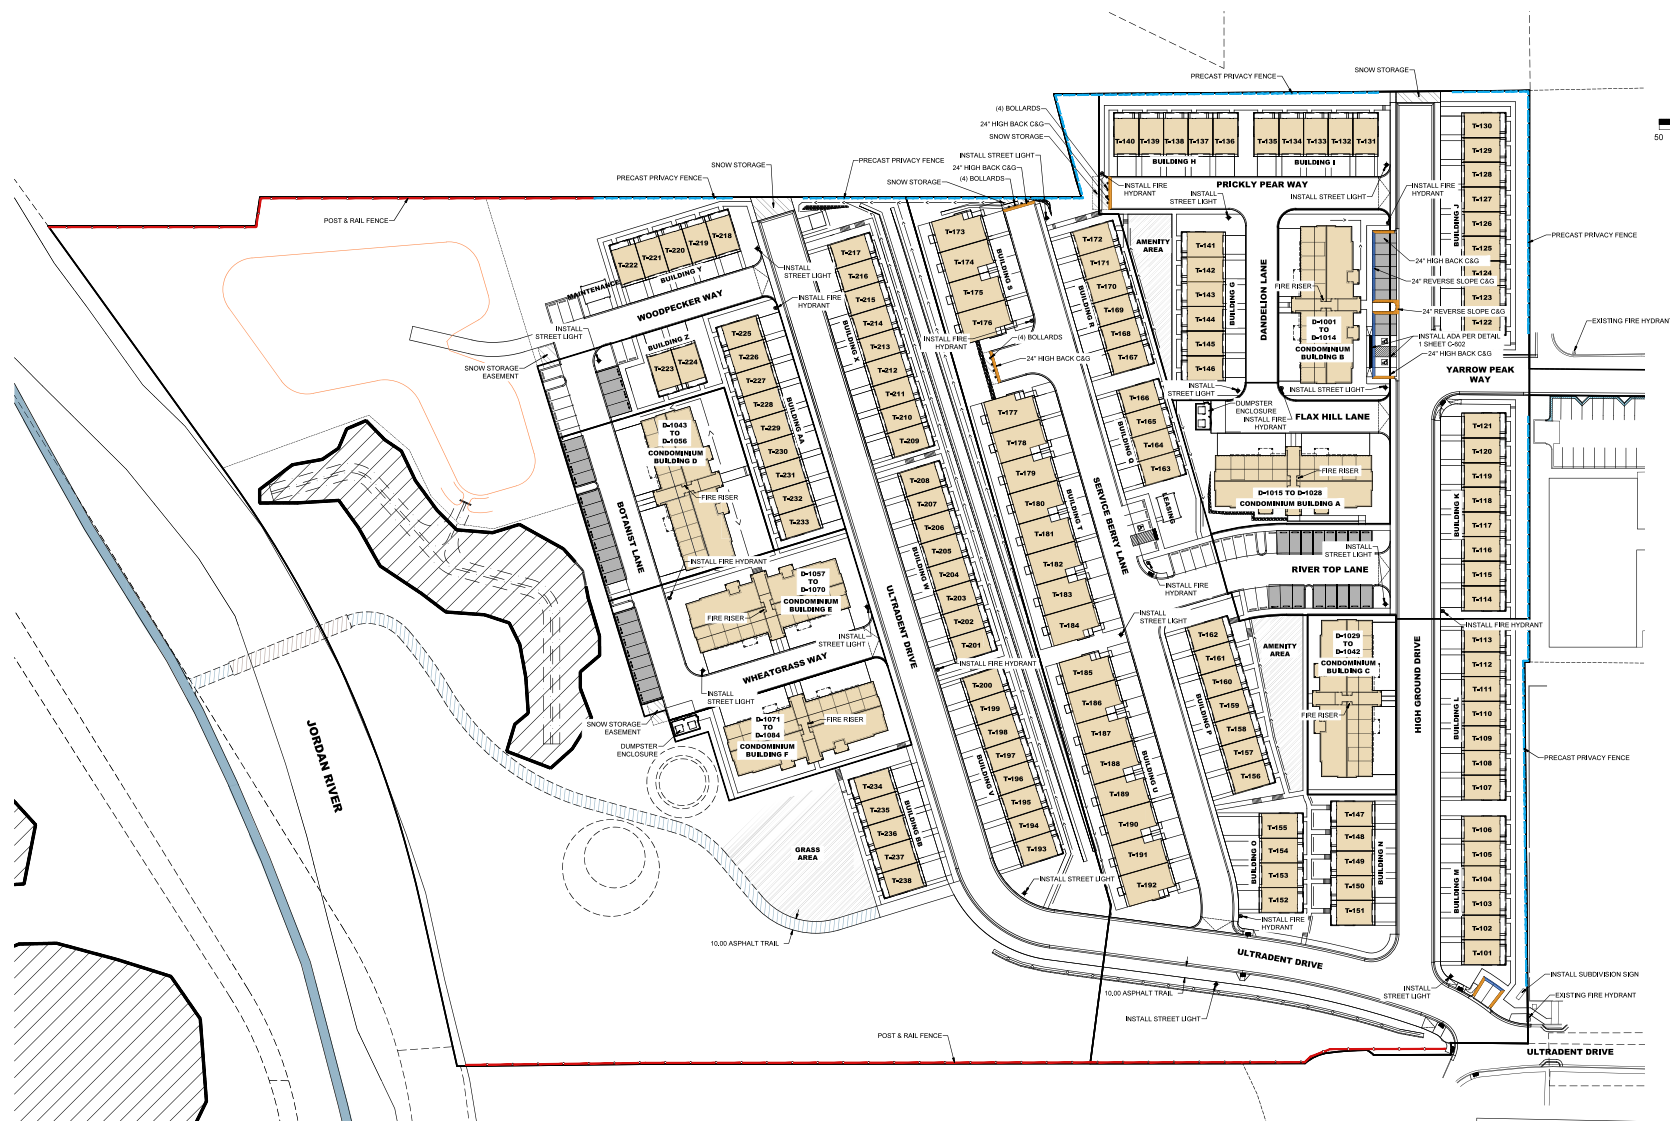 SNOW STORAGE
PRECAST PRIVACY FENCE
(4) BOLLARDS
24" HIGH BACK C&G
SNOW STORAGE
50
T-140
T-139
T-138
T-137
T-136
BUILDING H
T-135
T-134
T-133
T-132
T-131
BUILDING I
PRICKLY PEAR WAY
INSTALL FIRE
HYDRANT
INSTALL
STREET LIGHT
INSTALL STREET LIGHT
INSTALL FIRE
HYDRANT
T-130
T-129
T-128
T-127
T-126
T-125
T-124
T-123
T-122
BUILDING J
PRECAST PRIVACY FENCE
24" HIGH BACK C&G
24" REVERSE SLOPE C&G
24" REVERSE SLOPE C&G
INSTALL ADA PER DETAIL
1 SHEET C-602
24" HIGH BACK C&G
EXISTING FIRE HYDRANT
YARROW PEAK
WAY
SNOW STORAGE
PRECAST PRIVACY FENCE
PRECAST PRIVACY FENCE
INSTALL STREET LIGHT
24" HIGH BACK C&G
(4) BOLLARDS
SNOW STORAGE
POST & RAIL FENCE
T-222
T-221
T-220
T-219
T-218
BUILDING Y
MAINTENANCE
WOODPECKER WAY
INSTALL
STREET LIGHT
INSTALL FIRE
HYDRANT
INSTALL
STREET LIGHT
SNOW STORAGE
EASEMENT
BUILDING Z
T-223
T-224
T-225
T-226
T-227
T-228
T-229
T-230
T-231
T-232
T-233
BUILDING AA
T-217
T-216
T-215
T-214
T-213
T-212
T-211
T-210
T-209
BUILDING X
T-173
T-174
T-175
T-176
BUILDING S
INSTALL FIRE
HYDRANT
(4) BOLLARDS
24" HIGH BACK C&G
T-172
T-171
T-170
T-169
T-168
T-167
BUILDING R
AMENITY
AREA
T-141
T-142
T-143
T-144
T-145
T-146
BUILDING G
DANDELION LANE
FIRE RISER
D-1001
TO
D-1014
CONDOMINIUM
BUILDING B
INSTALL
STREET LIGHT
INSTALL STREET LIGHT
DUMPSTER
ENCLOSURE
INSTALL FIRE
HYDRANT
FLAX HILL LANE
T-166
T-165
T-164
T-163
BUILDING Q
LEASING
FIRE RISER
D-1015 TO D-1028
CONDOMINIUM BUILDING A
T-121
T-120
T-119
T-118
T-117
T-116
T-115
T-114
BUILDING K
INSTALL
STREET LIGHT
RIVER TOP LANE
INSTALL FIRE
HYDRANT
INSTALL
STREET LIGHT
INSTALL FIRE HYDRANT
D-1043
TO
D-1056
CONDOMINIUM
BUILDING D
FIRE RISER
BOTANIST LANE
INSTALL FIRE HYDRANT
D-1057
TO
D-1070
CONDOMINIUM
BUILDING E
FIRE RISER
INSTALL
STREET LIGHT
WHEATGRASS WAY
INSTALL
STREET LIGHT
SNOW STORAGE
EASEMENT
DUMPSTER
ENCLOSURE
D-1071
TO
D-1084
CONDOMINIUM
BUILDING F
FIRE RISER
ULTRADENT DRIVE
T-208
T-207
T-206
T-205
T-204
T-203
T-202
T-201
BUILDING W
INSTALL FIRE HYDRANT
T-177
T-178
T-179
T-180
T-181
T-182
T-183
T-184
BUILDING T
SERVICE BERRY LANE
T-200
T-199
T-198
T-197
T-196
T-195
T-194
T-193
BUILDING V
T-185
T-186
T-187
T-188
T-189
T-190
T-191
T-192
BUILDING U
T-162
T-161
T-160
T-159
T-158
T-157
T-156
BUILDING P
AMENITY
AREA
D-1029
TO
D-1042
CONDOMINIUM
BUILDING C
FIRE RISER
HIGH GROUND DRIVE
T-113
T-112
T-111
T-110
T-109
T-108
T-107
BUILDING L
PRECAST PRIVACY FENCE
JORDAN RIVER
T-234
T-235
T-236
T-237
T-238
BUILDING BB
GRASS
AREA
10.00 ASPHALT TRAIL
INSTALL STREET LIGHT
T-155
T-154
T-153
T-152
BUILDING O
T-147
T-148
T-149
T-150
T-151
BUILDING N
T-106
T-105
T-104
T-103
T-102
T-101
BUILDING M
INSTALL FIRE
HYDRANT
ULTRADENT DRIVE
INSTALL
STREET LIGHT
INSTALL SUBDIVISION SIGN
EXISTING FIRE HYDRANT
10.00 ASPHALT TRAIL
INSTALL STREET LIGHT
POST & RAIL FENCE
ULTRADENT DRIVE